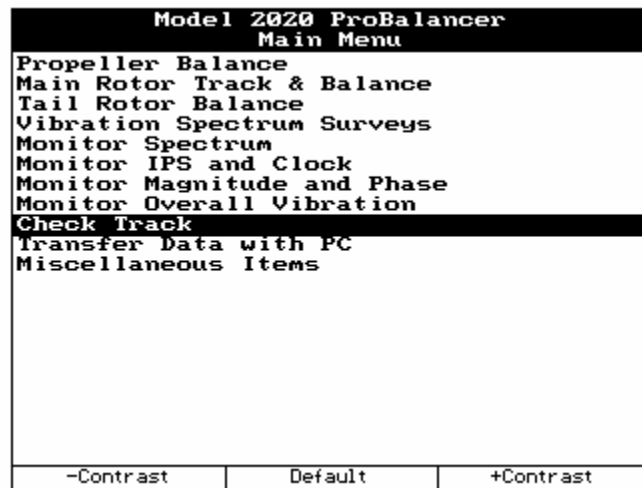 Model 2020 ProBalancer
Main Menu
Propeller Balance
Main Rotor Track & Balance
Tail Rotor Balance
Vibration Spectrum Surveys
Monitor Spectrum
Monitor IPS and Clock
Monitor Magnitude and Phase
Monitor Overall Vibration
Check Track
Transfer Data with PC
Miscellaneous Items
-Contrast Default +Contrast